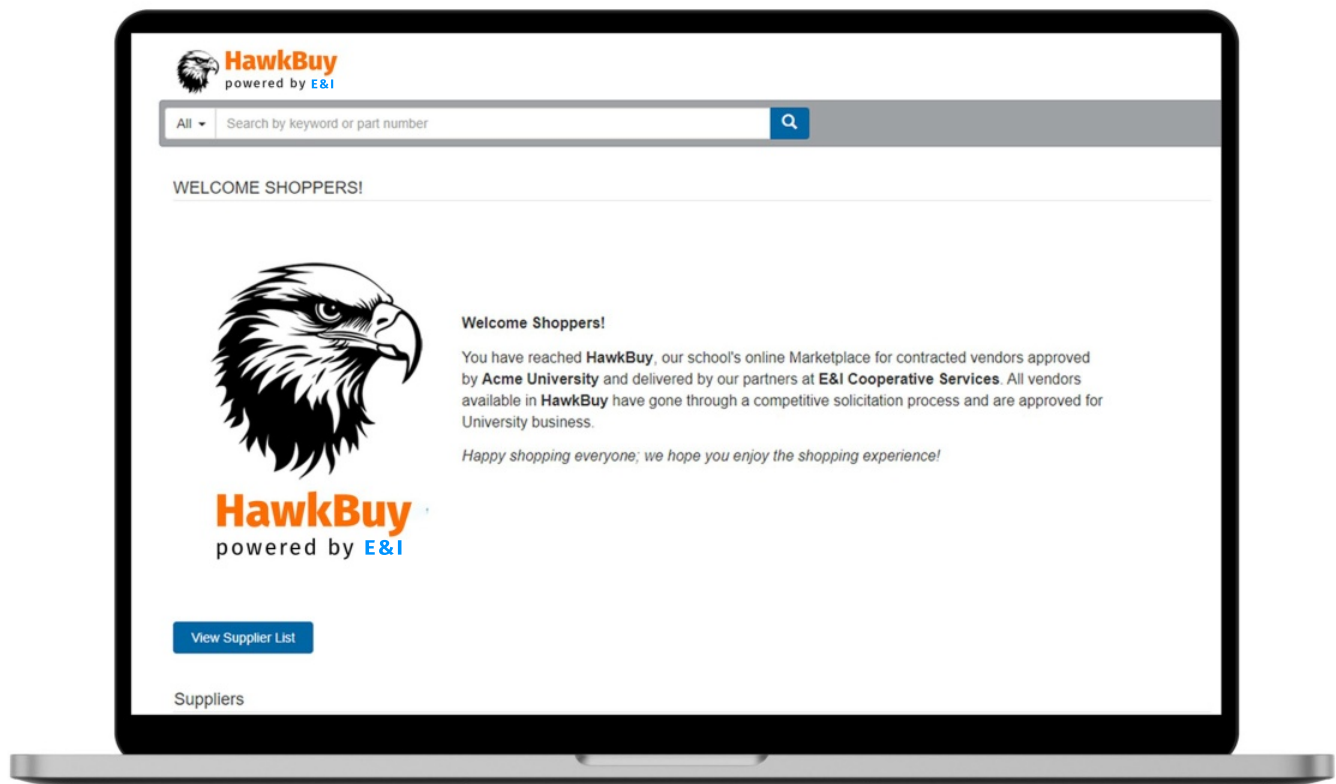 HawkBuy
powered by E&I
All
Search by keyword or part number
WELCOME SHOPPERS!
Welcome Shoppers!
You have reached HawkBuy, our school's online Marketplace for contracted vendors approved
by Acme University and delivered by our partners at E&I Cooperative Services. All vendors
available in HawkBuy have gone through a competitive solicitation process and are approved for
University business.
Happy shopping everyone; we hope you enjoy the shopping experience!
HawkBuy
powered by E&I
View Supplier List
Suppliers